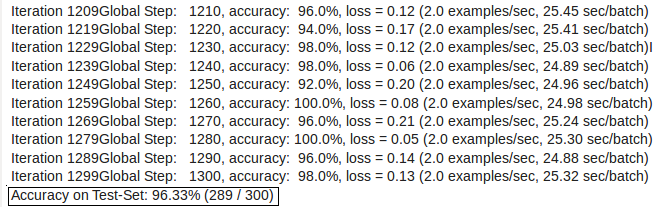 Iteration 1209Global Step: 1210, accuracy: 96.0%, loss = 0.12 (2.0 examples/sec, 25.45 sec/batch)
Iteration 1219Global Step: 1220, accuracy: 94.0%, loss = 0.17 (2.0 examples/sec, 25.41 sec/batch)
Iteration 1229Global Step: 1230, accuracy: 98.0%, loss = 0.12 (2.0 examples/sec, 25.03 sec/batch)I
Iteration 1239Global Step: 1240, accuracy: 98.0%, loss = 0.06 (2.0 examples/sec, 24.89 sec/batch)
Iteration 1249Global Step: 1250, accuracy: 92.0%, loss = 0.20 (2.0 examples/sec, 24.96 sec/batch)
Iteration 1259Global Step: 1260, accuracy: 100.0%, loss = 0.08 (2.0 examples/sec, 24.98 sec/batch)
Iteration 1269Global Step: 1270, accuracy: 96.0%, loss = 0.21 (2.0 examples/sec, 25.24 sec/batch)
Iteration 1279Global Step: 1280, accuracy: 100.0%, loss = 0.05 (2.0 examples/sec, 25.30 sec/batch)
Iteration 1289Global Step: 1290, accuracy: 96.0%, loss = 0.14 (2.0 examples/sec, 24.88 sec/batch)
Iteration 1299Global Step: 1300, accuracy: 98.0%, loss = 0.13 (2.0 examples/sec, 25.32 sec/batch)
Accuracy on Test-Set: 96.33% (289 / 300)